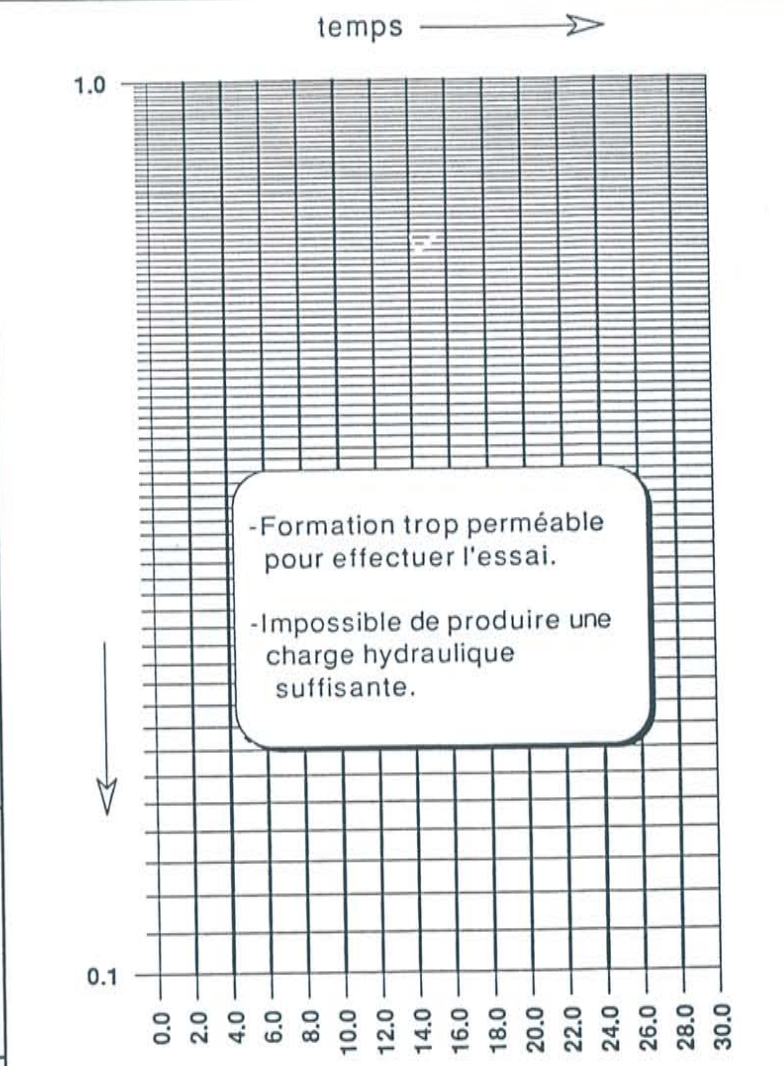 temps
1.0
-Formation trop perméable
pour effectuer l'essai.
-Impossible de produire une
charge hydraulique
suffisante.
0.1
0.0 2.0 4.0 6.0 8.0 10.0 12.0 14.0 16.0 18.0 20.0 22.0 24.0 26.0 28.0 30.0